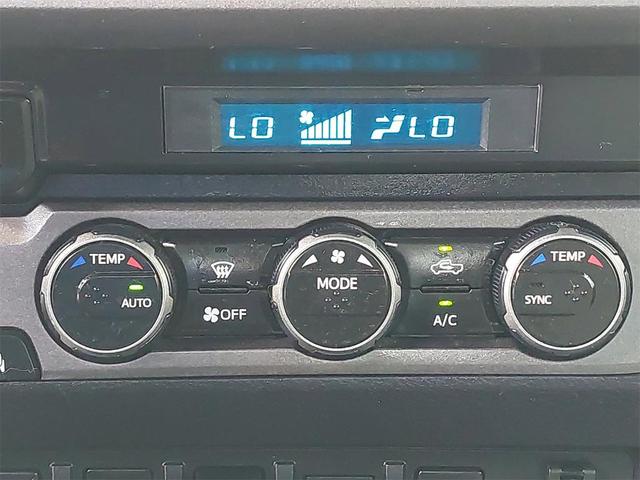 LO LO
TEMP MODE TEMP
AUTO OFF A/C SYNC